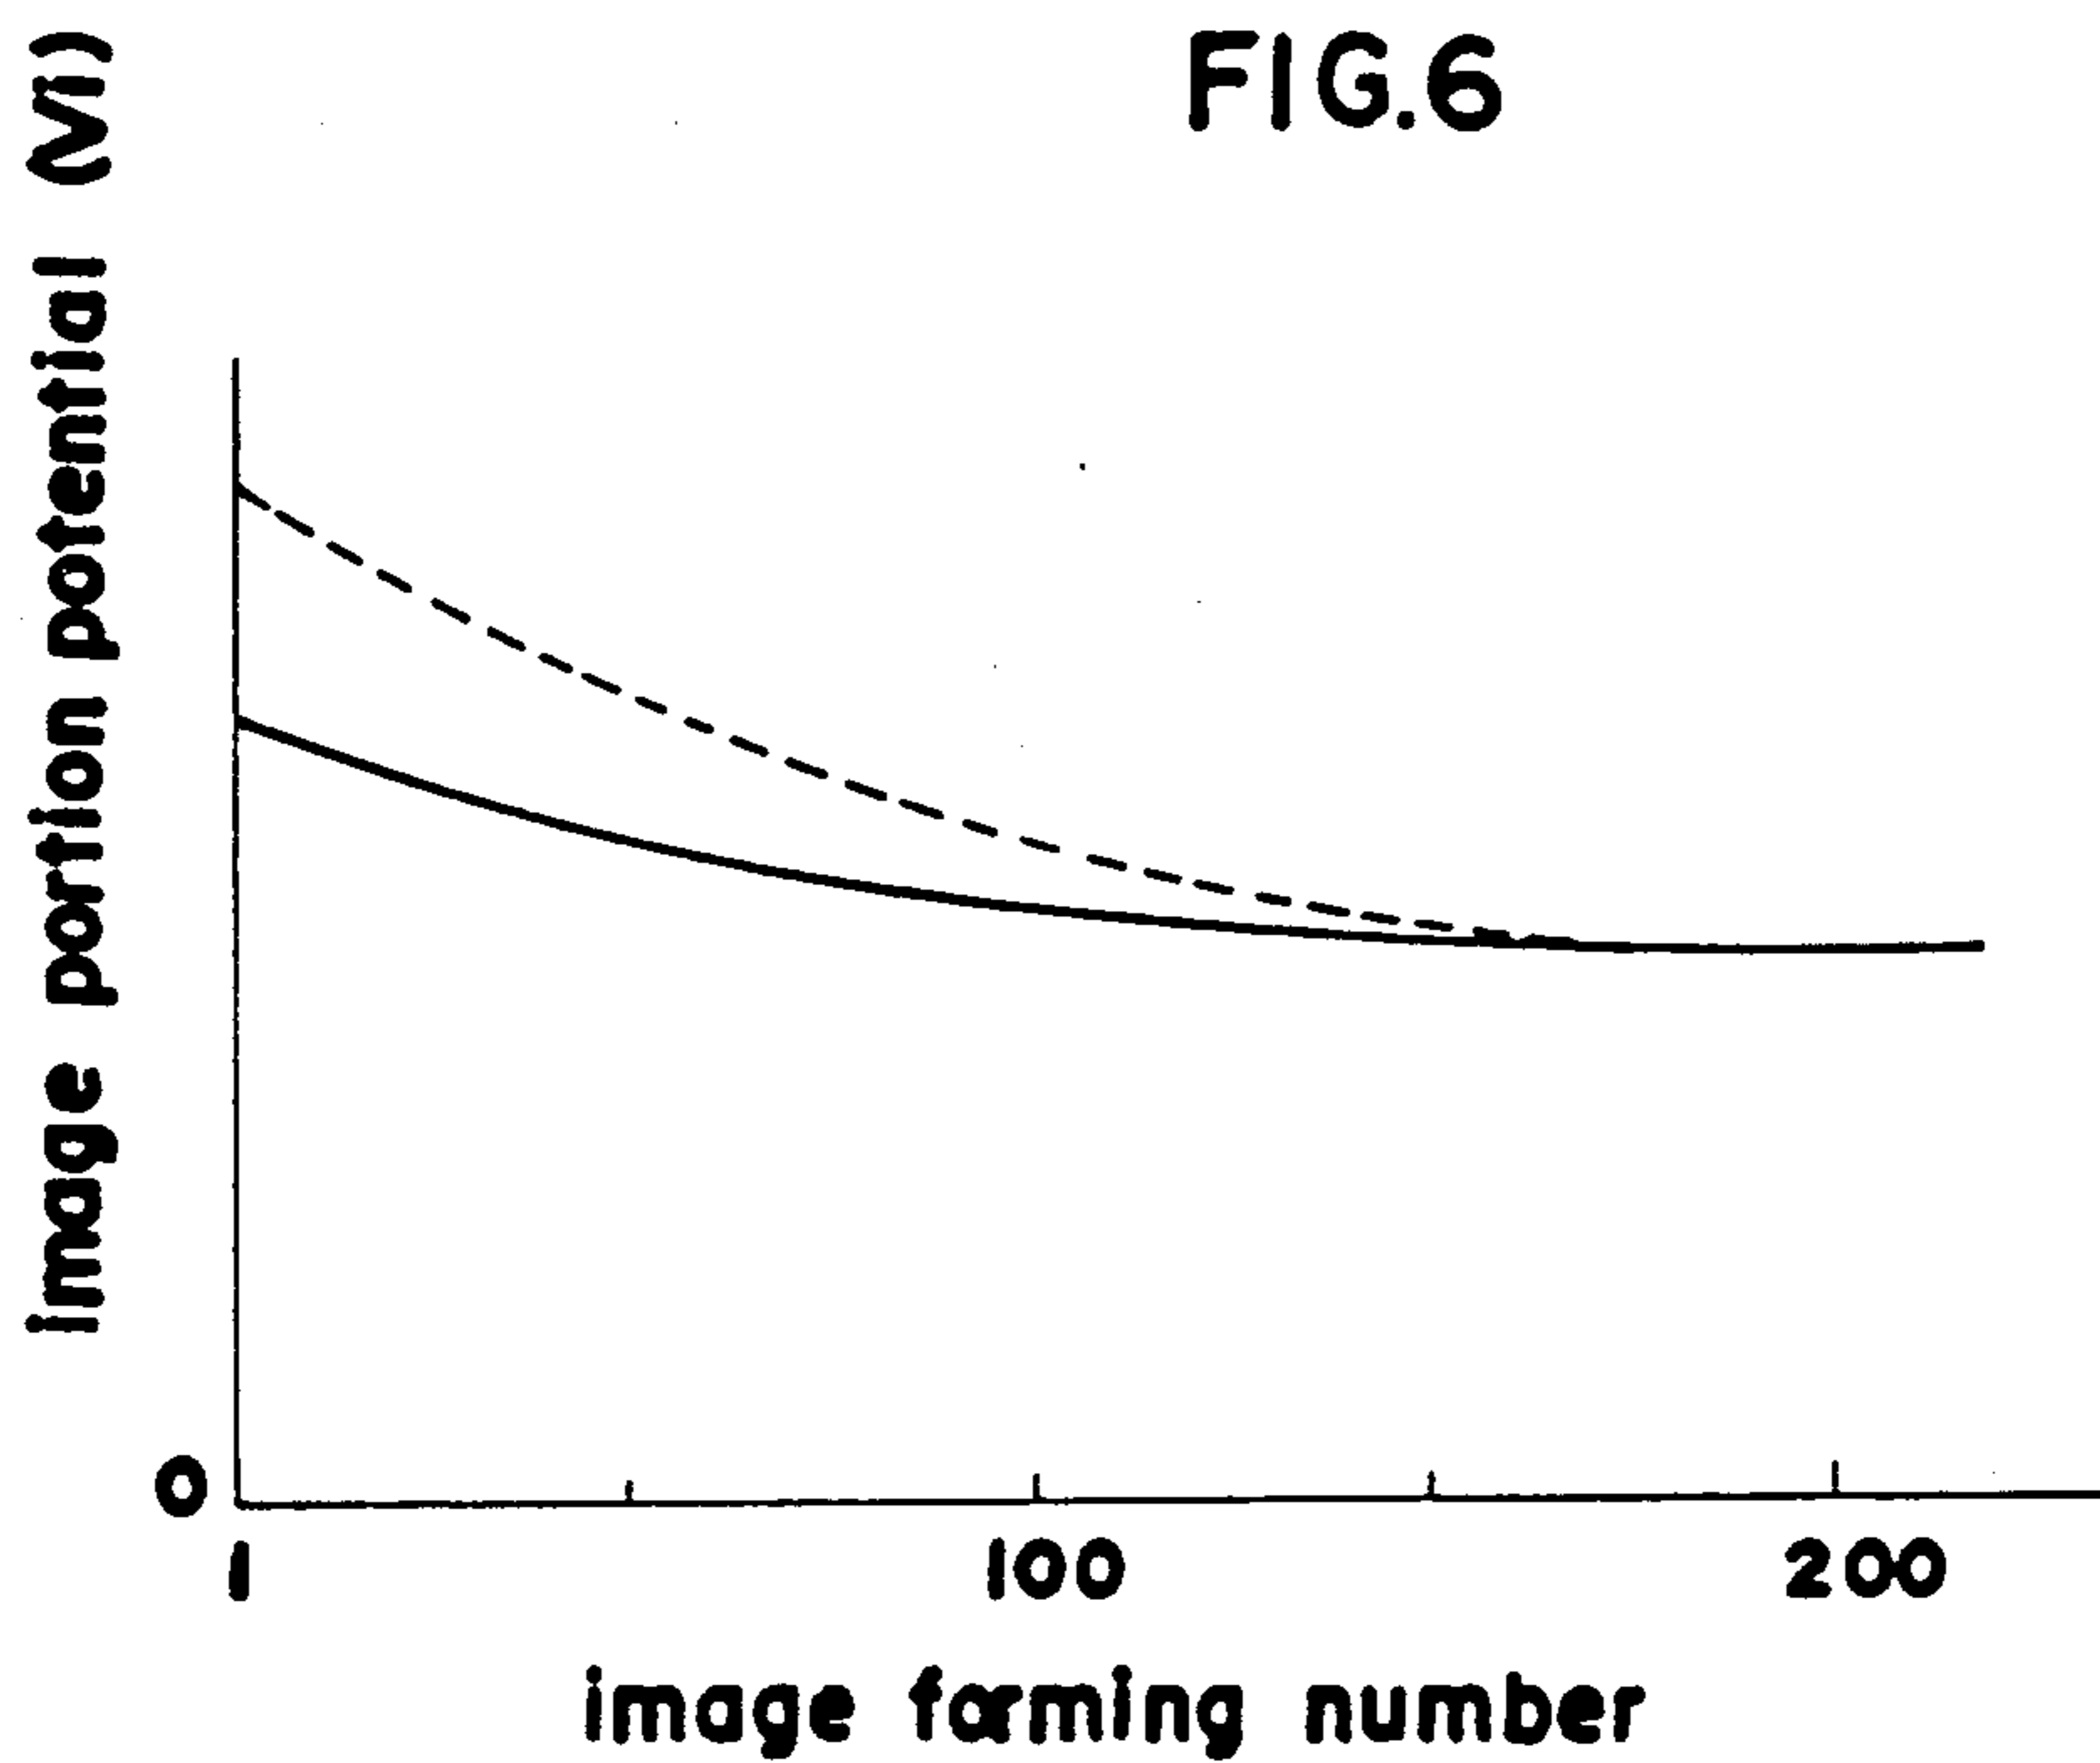 FIG.6
image portion potential (VI)
0
1 100 200
image forming number